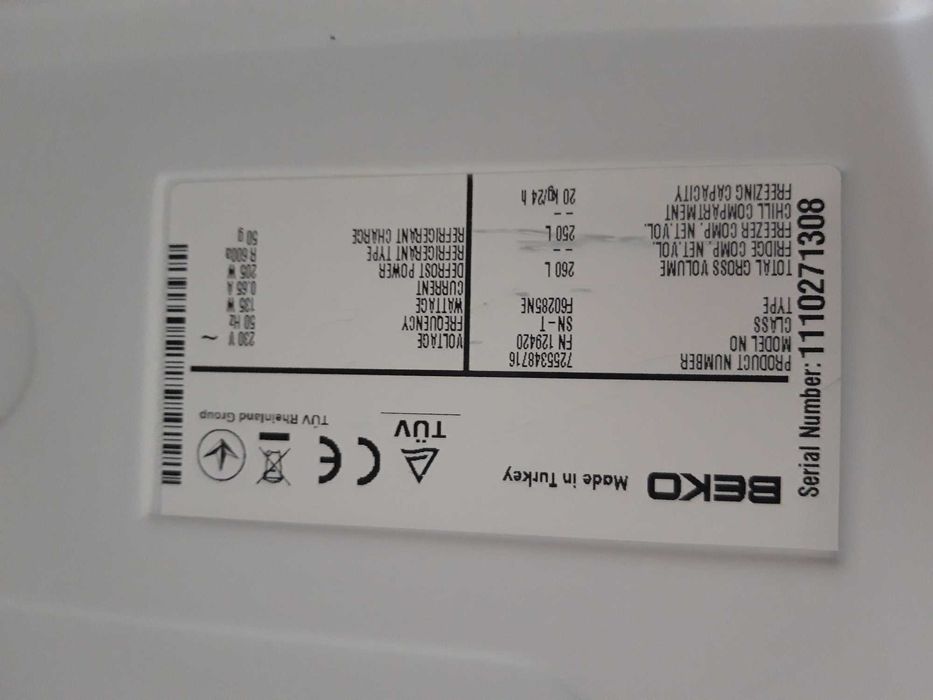 BEKO Made in Turkey
TÜV
TÜV Rheinland Group
PRODUCT NUMBER 7255348716
MODEL NO FN 129420
CLASS SN-T
TYPE F60285NE
TOTAL GROSS VOLUME 260 L
FRIDGE COMP. NET.VOL. --
FREEZER COMP. NET.VOL. 250 L
CHILL COMPARTMENT --
FREEZING CAPACITY 20 kg/24 h
VOLTAGE 230 V ~
FREQUENCY 50 Hz
WATTAGE 135 W
CURRENT 0.65 A
DEFROST POWER 205 W
REFRIGERANT TYPE R 600a
REFRIGERANT CHARGE 50 g
Serial Number: 1110271308